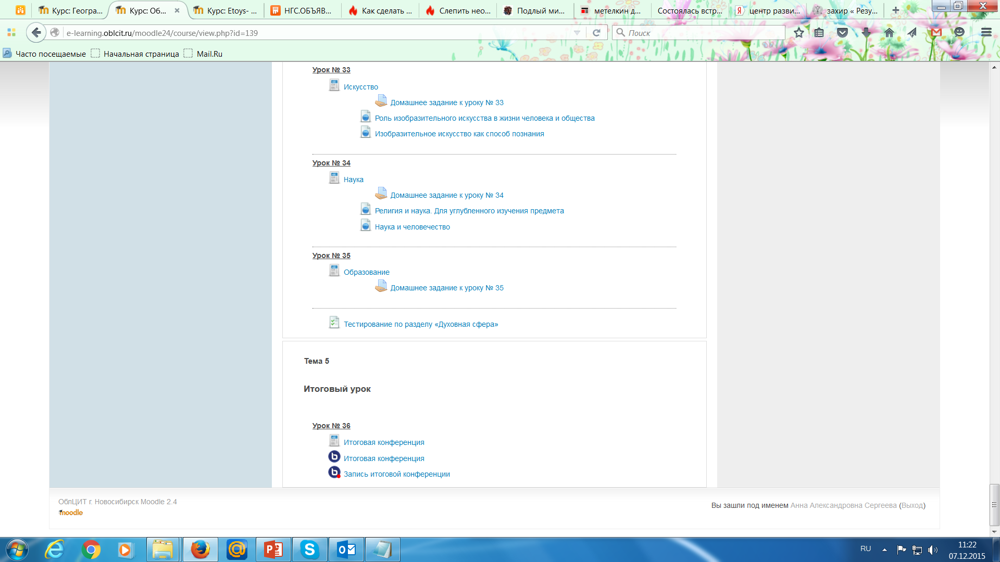 Курс: Геогра...
Курс: Об...
Курс: Etoys- ...
НГС.ОБЪЯВ...
Как сделать ...
Слепить нео...
Подлый ми...
метелкин д...
Состоялась встр...
центр разви...
захир « Резу...
e-learning.oblcit.ru/moodle24/course/view.php?id=139
Поиск
Часто посещаемые
Начальная страница
Mail.Ru
Урок № 33
Искусство
Домашнее задание к уроку № 33
Роль изобразительного искусства в жизни человека и общества
Изобразительное искусство как способ познания
Урок № 34
Наука
Домашнее задание к уроку № 34
Религия и наука. Для углубленного изучения предмета
Наука и человечество
Урок № 35
Образование
Домашнее задание к уроку № 35
Тестирование по разделу «Духовная сфера»
Тема 5
Итоговый урок
Урок № 36
Итоговая конференция
Итоговая конференция
Запись итоговой конференции
ОблЦИТ г. Новосибирск Moodle 2.4
moodle
Вы зашли под именем Анна Александровна Сергеева (Выход)
RU
11:22
07.12.2015